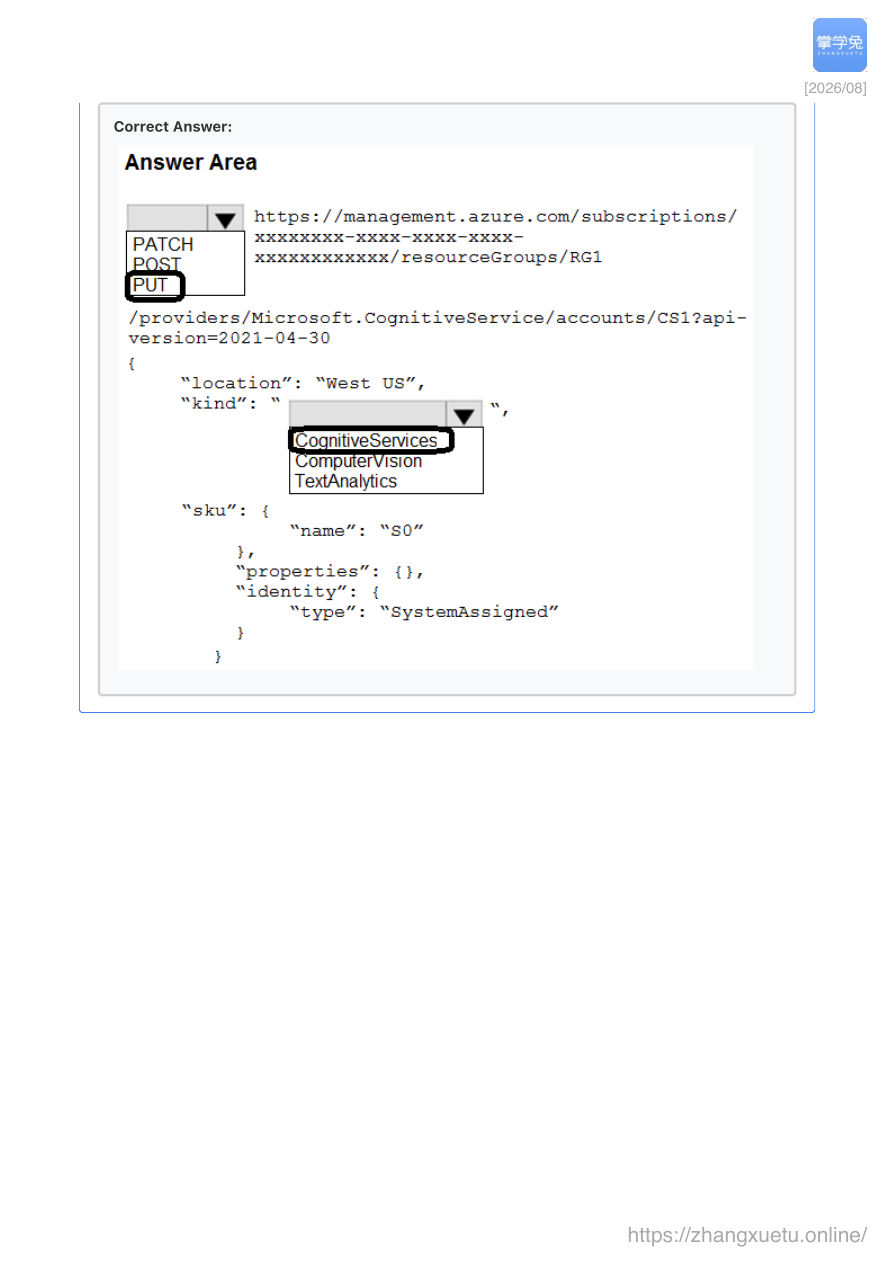 掌学兔
ZHANGXUETU
[2026/08]
Correct Answer:
Answer Area
https://management.azure.com/subscriptions/
PATCH
xxxxxxxx-xxxx-xxxx-xxxx-
POST
xxxxxxxxxxxx/resourceGroups/RG1
PUT
/providers/Microsoft.CognitiveService/accounts/CS1?api-
version=2021-04-30
{
“location”: “West US”,
“kind”: “ “,
CognitiveServices
ComputerVision
TextAnalytics
“sku”: {
“name”: “S0”
},
“properties”: {},
“identity”: {
“type”: “SystemAssigned”
}
}
https://zhangxuetu.online/